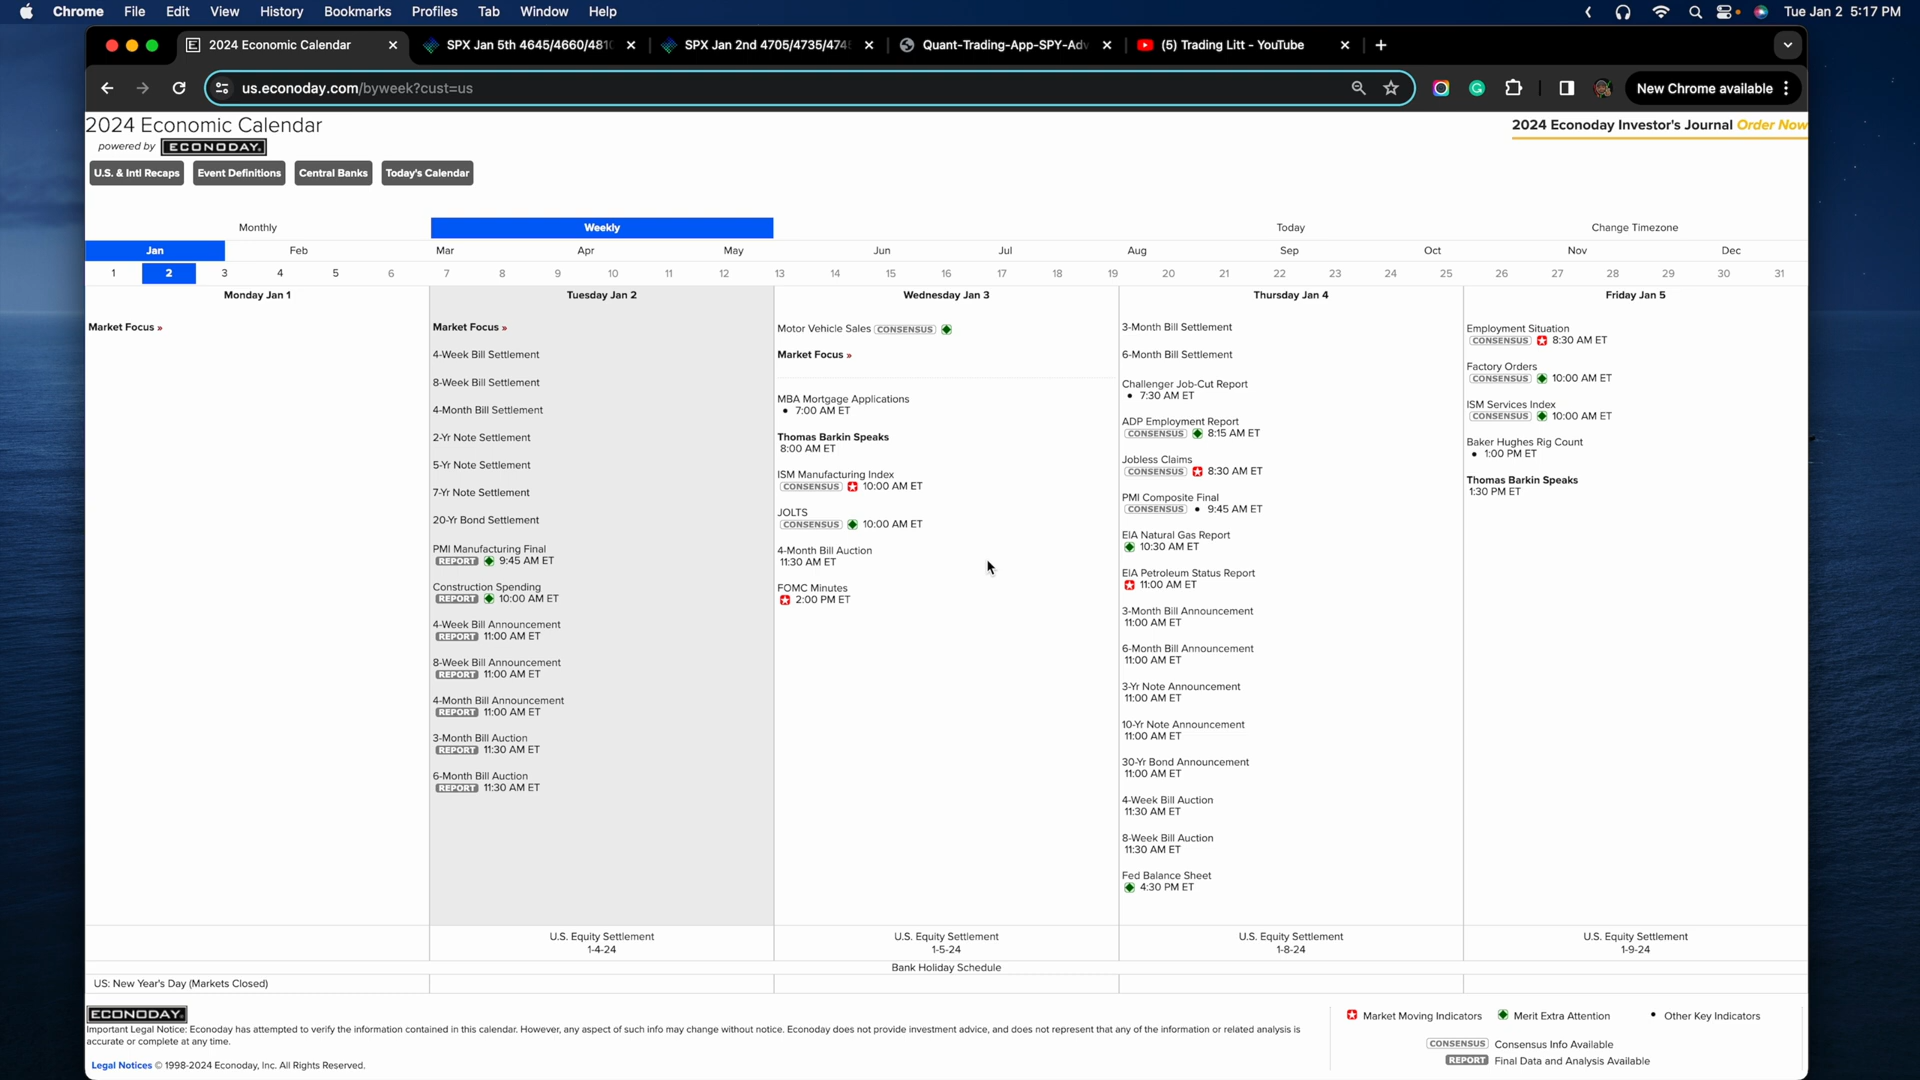 Chrome File Edit View History Bookmarks Profiles Tab Window Help Tue Jan 2 5:17 PM
2024 Economic Calendar
SPX Jan 5th 4645/4660/481
SPX Jan 2nd 4705/4735/474
Quant-Trading-App-SPY-Adv
(5) Trading Litt - YouTube
us.econoday.com/byweek?cust=us
New Chrome available
2024 Economic Calendar
powered by ECONODAY.
2024 Econoday Investor's Journal Order Now
U.S. & Intl Recaps Event Definitions Central Banks Today's Calendar
Monthly Weekly Today Change Timezone
Jan Feb Mar Apr May Jun Jul Aug Sep Oct Nov Dec
1 2 3 4 5 6 7 8 9 10 11 12 13 14 15 16 17 18 19 20 21 22 23 24 25 26 27 28 29 30 31
Monday Jan 1
Market Focus »
Tuesday Jan 2
Market Focus »
4-Week Bill Settlement
8-Week Bill Settlement
4-Month Bill Settlement
2-Yr Note Settlement
5-Yr Note Settlement
7-Yr Note Settlement
20-Yr Bond Settlement
PMI Manufacturing Final
REPORT 9:45 AM ET
Construction Spending
REPORT 10:00 AM ET
4-Week Bill Announcement
REPORT 11:00 AM ET
8-Week Bill Announcement
REPORT 11:00 AM ET
4-Month Bill Announcement
REPORT 11:00 AM ET
3-Month Bill Auction
REPORT 11:30 AM ET
6-Month Bill Auction
REPORT 11:30 AM ET
Wednesday Jan 3
Motor Vehicle Sales CONSENSUS
Market Focus »
MBA Mortgage Applications
• 7:00 AM ET
Thomas Barkin Speaks
8:00 AM ET
ISM Manufacturing Index
CONSENSUS 10:00 AM ET
JOLTS
CONSENSUS 10:00 AM ET
4-Month Bill Auction
11:30 AM ET
FOMC Minutes
2:00 PM ET
Thursday Jan 4
3-Month Bill Settlement
6-Month Bill Settlement
Challenger Job-Cut Report
• 7:30 AM ET
ADP Employment Report
CONSENSUS 8:15 AM ET
Jobless Claims
CONSENSUS 8:30 AM ET
PMI Composite Final
CONSENSUS • 9:45 AM ET
EIA Natural Gas Report
10:30 AM ET
EIA Petroleum Status Report
11:00 AM ET
3-Month Bill Announcement
11:00 AM ET
6-Month Bill Announcement
11:00 AM ET
3-Yr Note Announcement
11:00 AM ET
10-Yr Note Announcement
11:00 AM ET
30-Yr Bond Announcement
11:00 AM ET
4-Week Bill Auction
11:30 AM ET
8-Week Bill Auction
11:30 AM ET
Fed Balance Sheet
4:30 PM ET
Friday Jan 5
Employment Situation
CONSENSUS 8:30 AM ET
Factory Orders
CONSENSUS 10:00 AM ET
ISM Services Index
CONSENSUS 10:00 AM ET
Baker Hughes Rig Count
• 1:00 PM ET
Thomas Barkin Speaks
1:30 PM ET
U.S. Equity Settlement
1-4-24
U.S. Equity Settlement
1-5-24
U.S. Equity Settlement
1-8-24
U.S. Equity Settlement
1-9-24
Bank Holiday Schedule
US: New Year's Day (Markets Closed)
ECONODAY.
Important Legal Notice: Econoday has attempted to verify the information contained in this calendar. However, any aspect of such info may change without notice. Econoday does not provide investment advice, and does not represent that any of the information or related analysis is
accurate or complete at any time.
Legal Notices © 1998-2024 Econoday, Inc. All Rights Reserved.
Market Moving Indicators Merit Extra Attention • Other Key Indicators
CONSENSUS Consensus Info Available
REPORT Final Data and Analysis Available